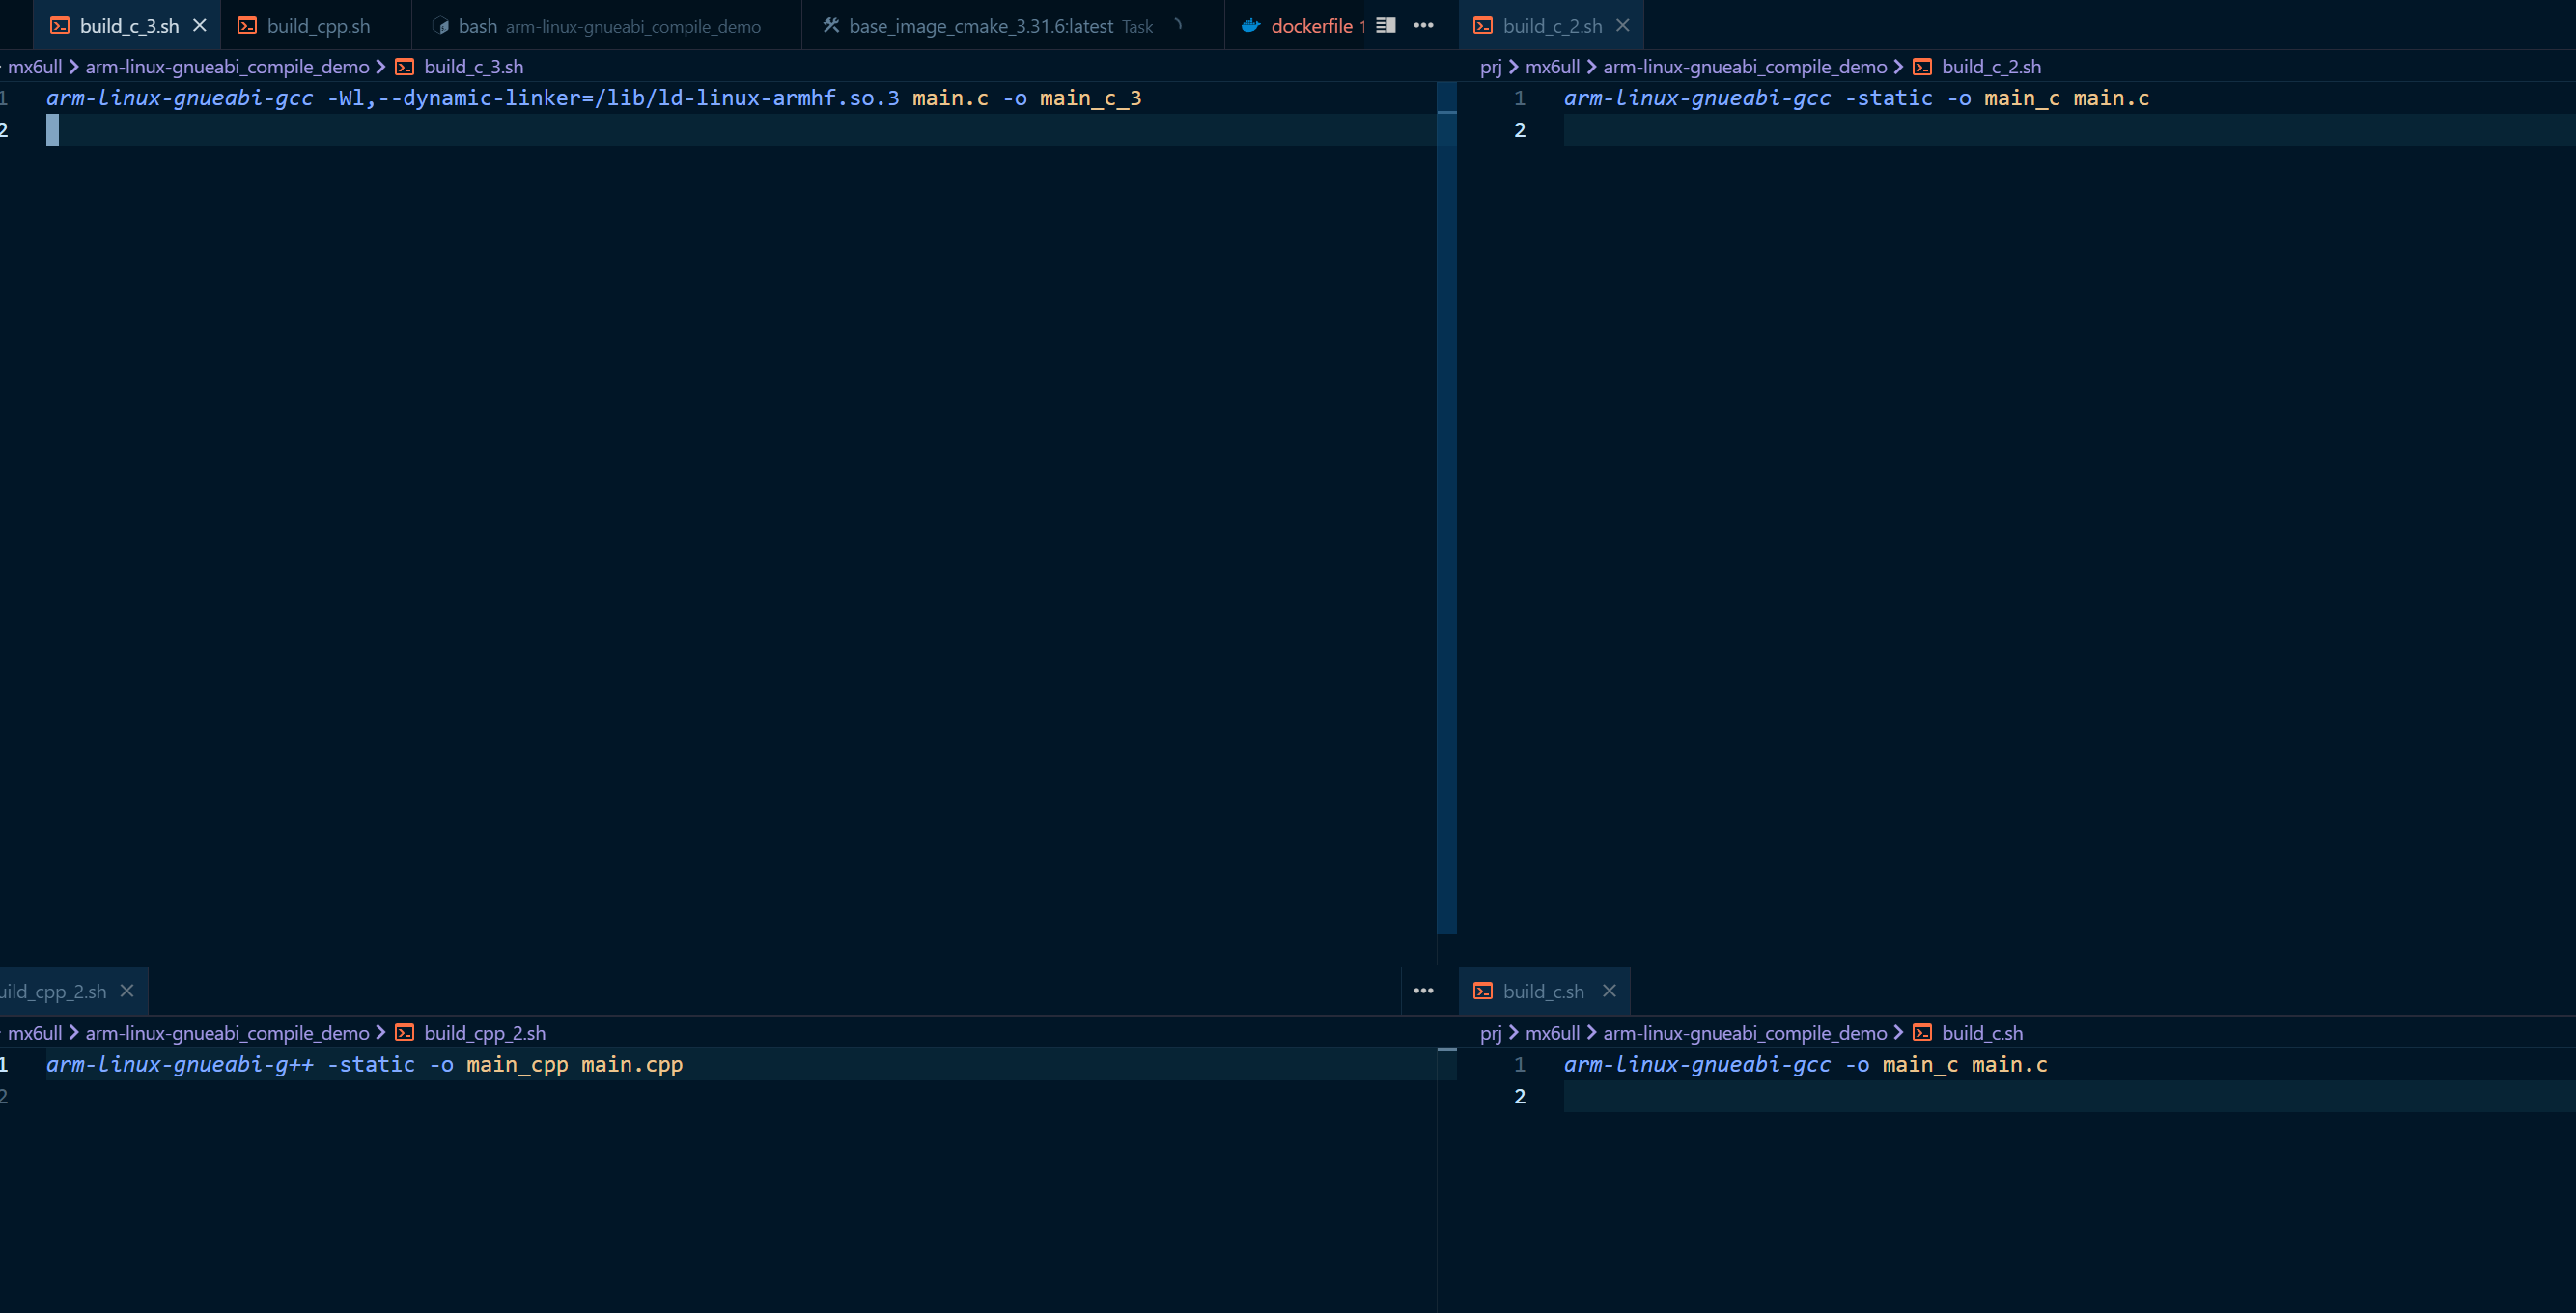 build_c_3.sh build_cpp.sh bash arm-linux-gnueabi_compile_demo base_image_cmake_3.31.6:latest Task dockerfile 1
mx6ull > arm-linux-gnueabi_compile_demo > build_c_3.sh
1 arm-linux-gnueabi-gcc -Wl,--dynamic-linker=/lib/ld-linux-armhf.so.3 main.c -o main_c_3
2
build_c_2.sh
prj > mx6ull > arm-linux-gnueabi_compile_demo > build_c_2.sh
1 arm-linux-gnueabi-gcc -static -o main_c main.c
2
uild_cpp_2.sh
mx6ull > arm-linux-gnueabi_compile_demo > build_cpp_2.sh
1 arm-linux-gnueabi-g++ -static -o main_cpp main.cpp
2
build_c.sh
prj > mx6ull > arm-linux-gnueabi_compile_demo > build_c.sh
1 arm-linux-gnueabi-gcc -o main_c main.c
2